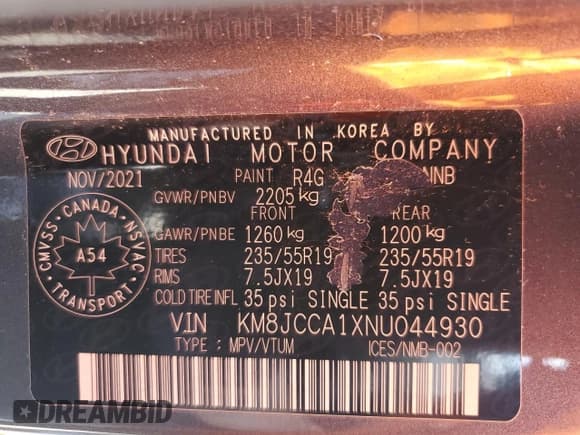 MANUFACTURED IN KOREA BY
HYUNDAI MOTOR COMPANY
NOV/2021 PAINT R4G NNB
GVWR/PNBV 2205 kg
FRONT REAR
GAWR/PNBE 1260 kg 1200 kg
TIRES 235/55R19 235/55R19
RIMS 7.5JX19 7.5JX19
COLD TIRE INFL 35 psi SINGLE 35 psi SINGLE
VIN KM8JCCA1XNU044930
TYPE : MPV/VTUM ICES/NMB-002
CANADA
CMVSS NSVAC
A54
TRANSPORT
DREAMBID